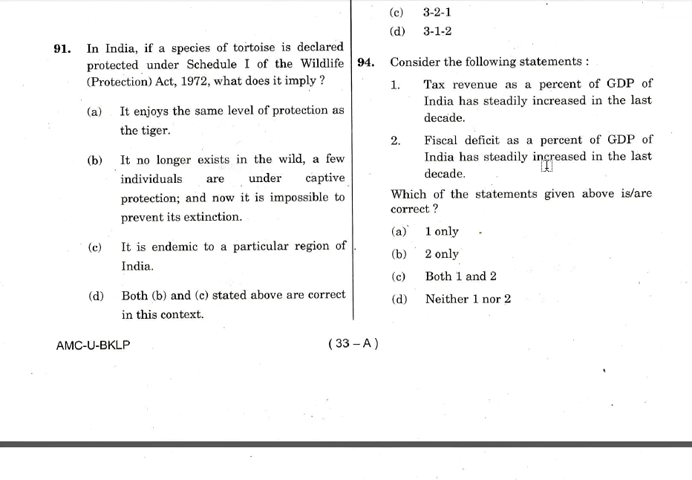 91. In India, if a species of tortoise is declared
protected under Schedule I of the Wildlife
(Protection) Act, 1972, what does it imply ?
(a) It enjoys the same level of protection as
the tiger.
(b) It no longer exists in the wild, a few
individuals are under captive
protection; and now it is impossible to
prevent its extinction.
(c) It is endemic to a particular region of
India.
(d) Both (b) and (c) stated above are correct
in this context.
(c) 3-2-1
(d) 3-1-2
94. Consider the following statements :
1. Tax revenue as a percent of GDP of
India has steadily increased in the last
decade.
2. Fiscal deficit as a percent of GDP of
India has steadily increased in the last
decade.
Which of the statements given above is/are
correct ?
(a) 1 only
(b) 2 only
(c) Both 1 and 2
(d) Neither 1 nor 2
AMC-U-BKLP
( 33 – A )